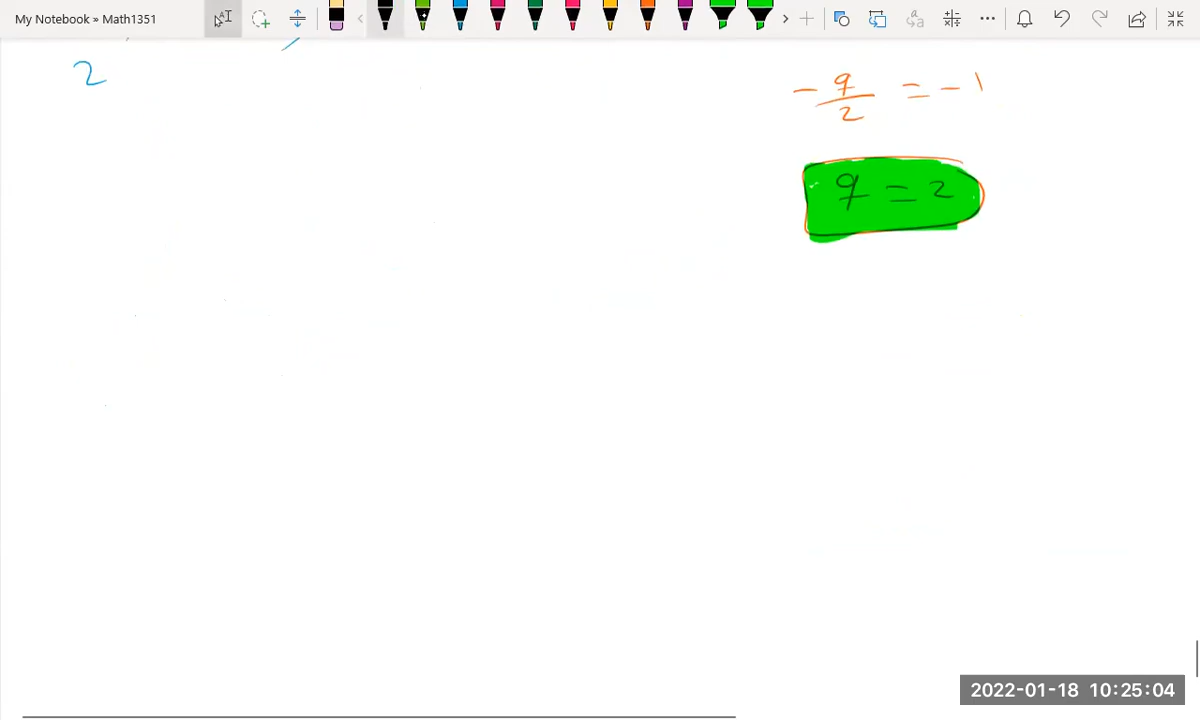 My Notebook » Math1351
2
- q/2 = -1
q = 2
2022-01-18 10:25:04